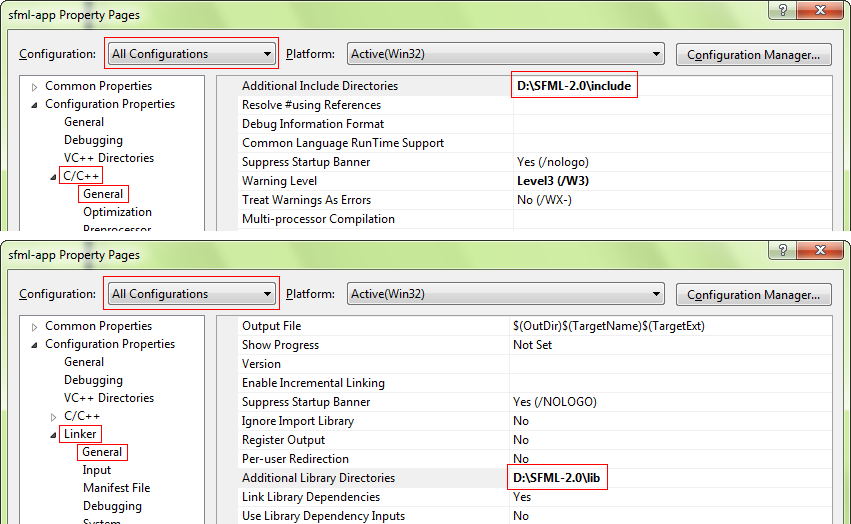 sfml-app Property Pages
?
X
Configuration: All Configurations Platform: Active(Win32) Configuration Manager...
Common Properties
Configuration Properties
General
Debugging
VC++ Directories
C/C++
General
Optimization
Preprocessor
Additional Include Directories D:\SFML-2.0\include
Resolve #using References
Debug Information Format
Common Language RunTime Support
Suppress Startup Banner Yes (/nologo)
Warning Level Level3 (/W3)
Treat Warnings As Errors No (/WX-)
Multi-processor Compilation
sfml-app Property Pages
?
X
Configuration: All Configurations Platform: Active(Win32) Configuration Manager...
Common Properties
Configuration Properties
General
Debugging
VC++ Directories
C/C++
Linker
General
Input
Manifest File
Debugging
System
Output File $(OutDir)$(TargetName)$(TargetExt)
Show Progress Not Set
Version
Enable Incremental Linking
Suppress Startup Banner Yes (/NOLOGO)
Ignore Import Library No
Register Output No
Per-user Redirection No
Additional Library Directories D:\SFML-2.0\lib
Link Library Dependencies Yes
Use Library Dependency Inputs No